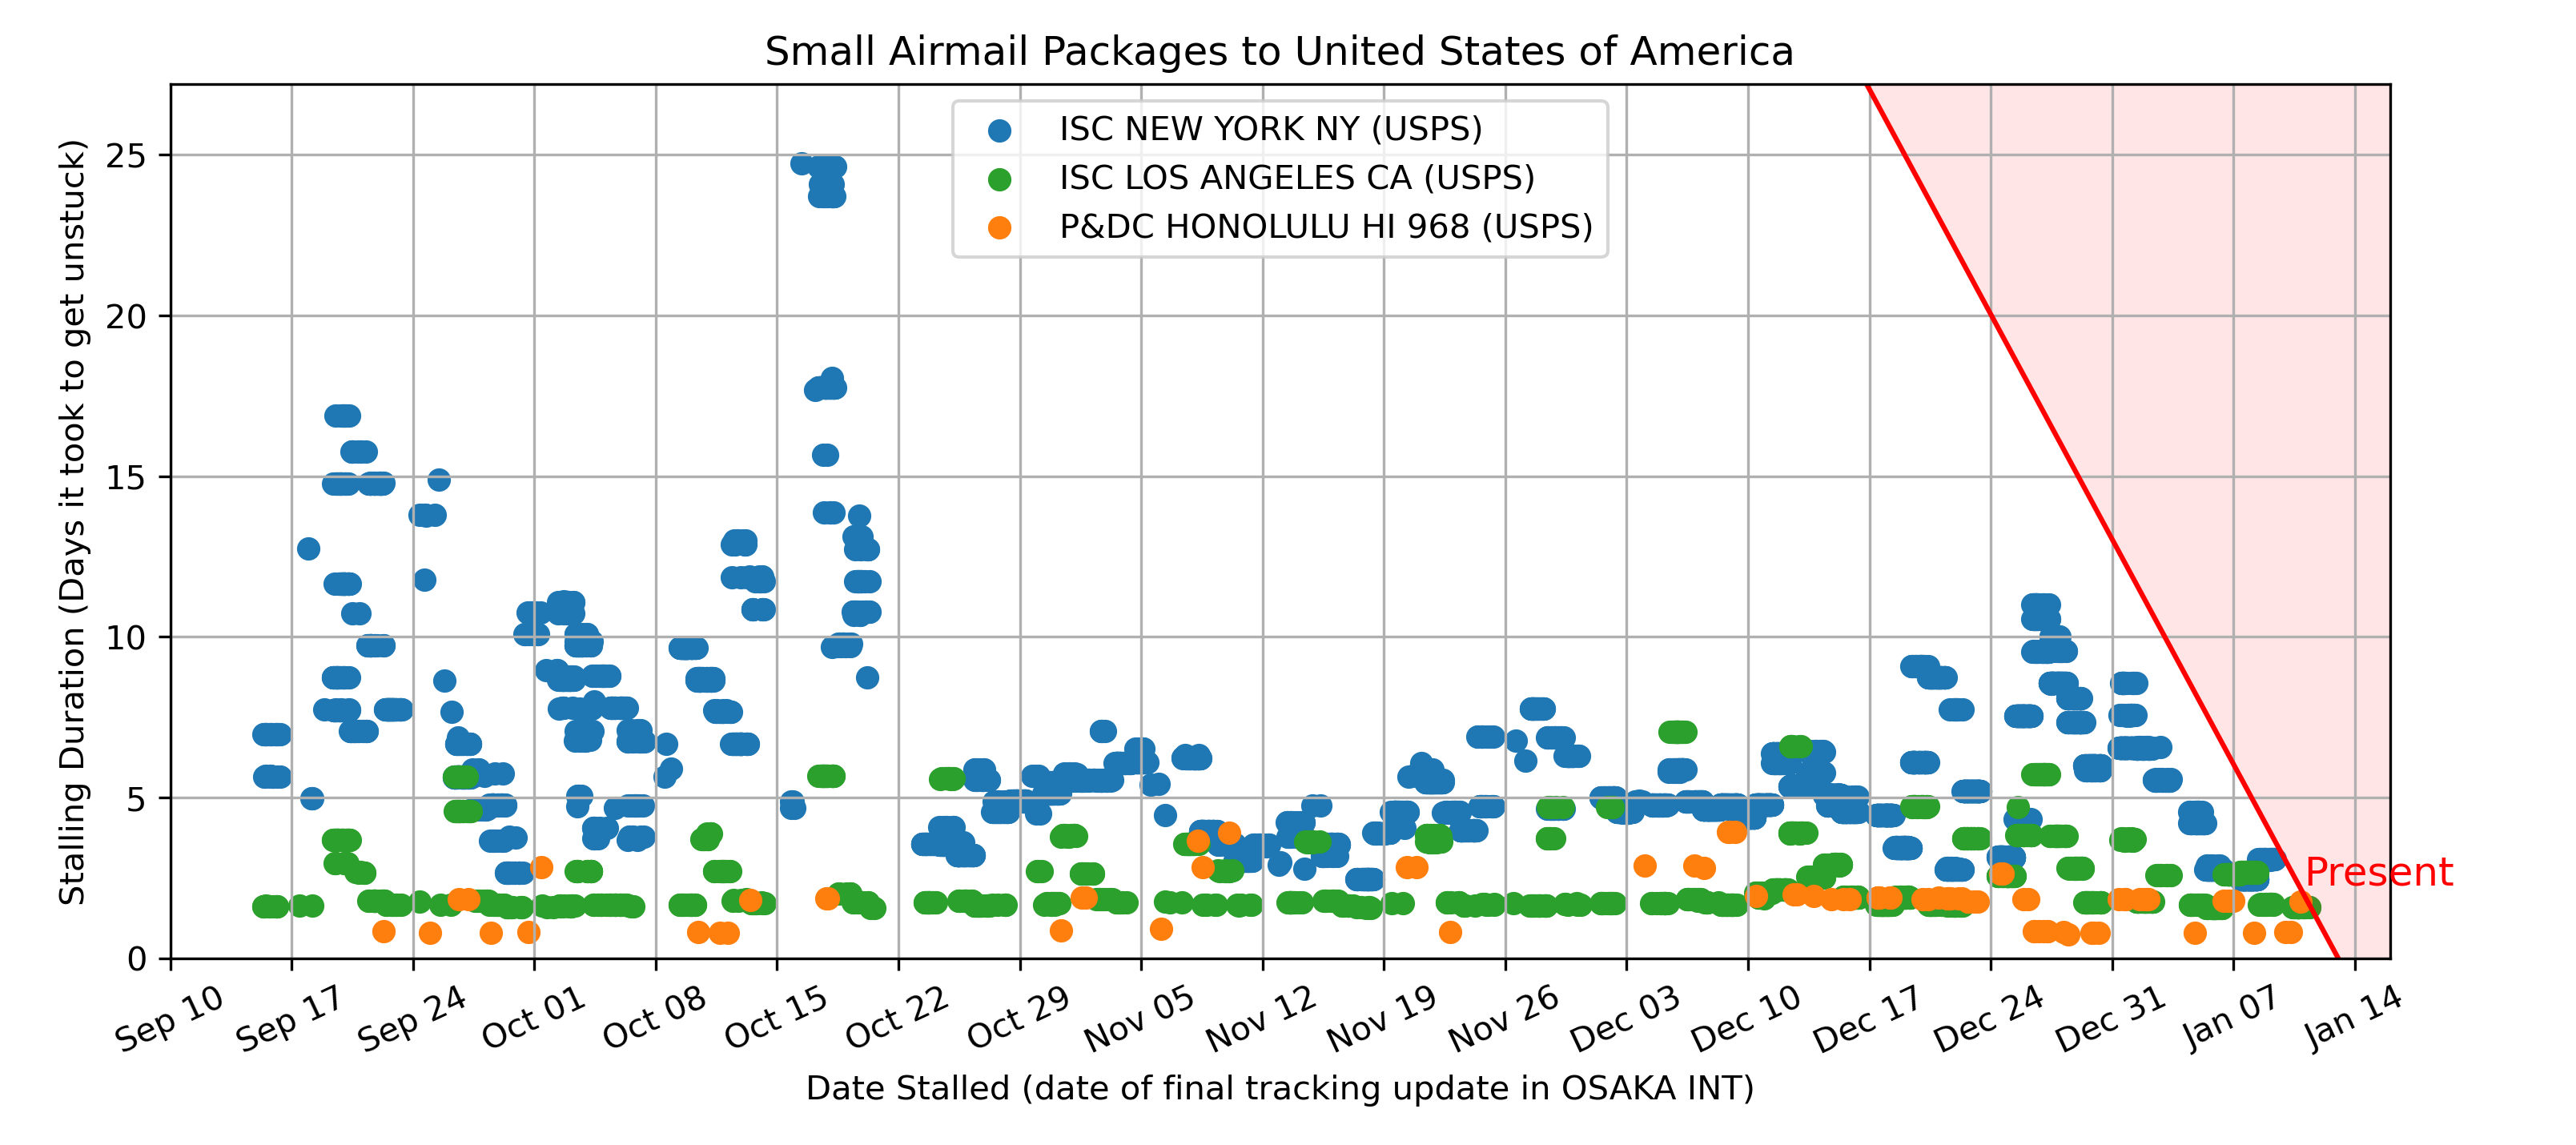 Small Airmail Packages to United States of America
ISC NEW YORK NY (USPS)
ISC LOS ANGELES CA (USPS)
P&DC HONOLULU HI 968 (USPS)
Stalling Duration (Days it took to get unstuck)
25
20
15
10
5
0
Present
Sep 10 Sep 17 Sep 24 Oct 01 Oct 08 Oct 15 Oct 22 Oct 29 Nov 05 Nov 12 Nov 19 Nov 26 Dec 03 Dec 10 Dec 17 Dec 24 Dec 31 Jan 07 Jan 14
Date Stalled (date of final tracking update in OSAKA INT)